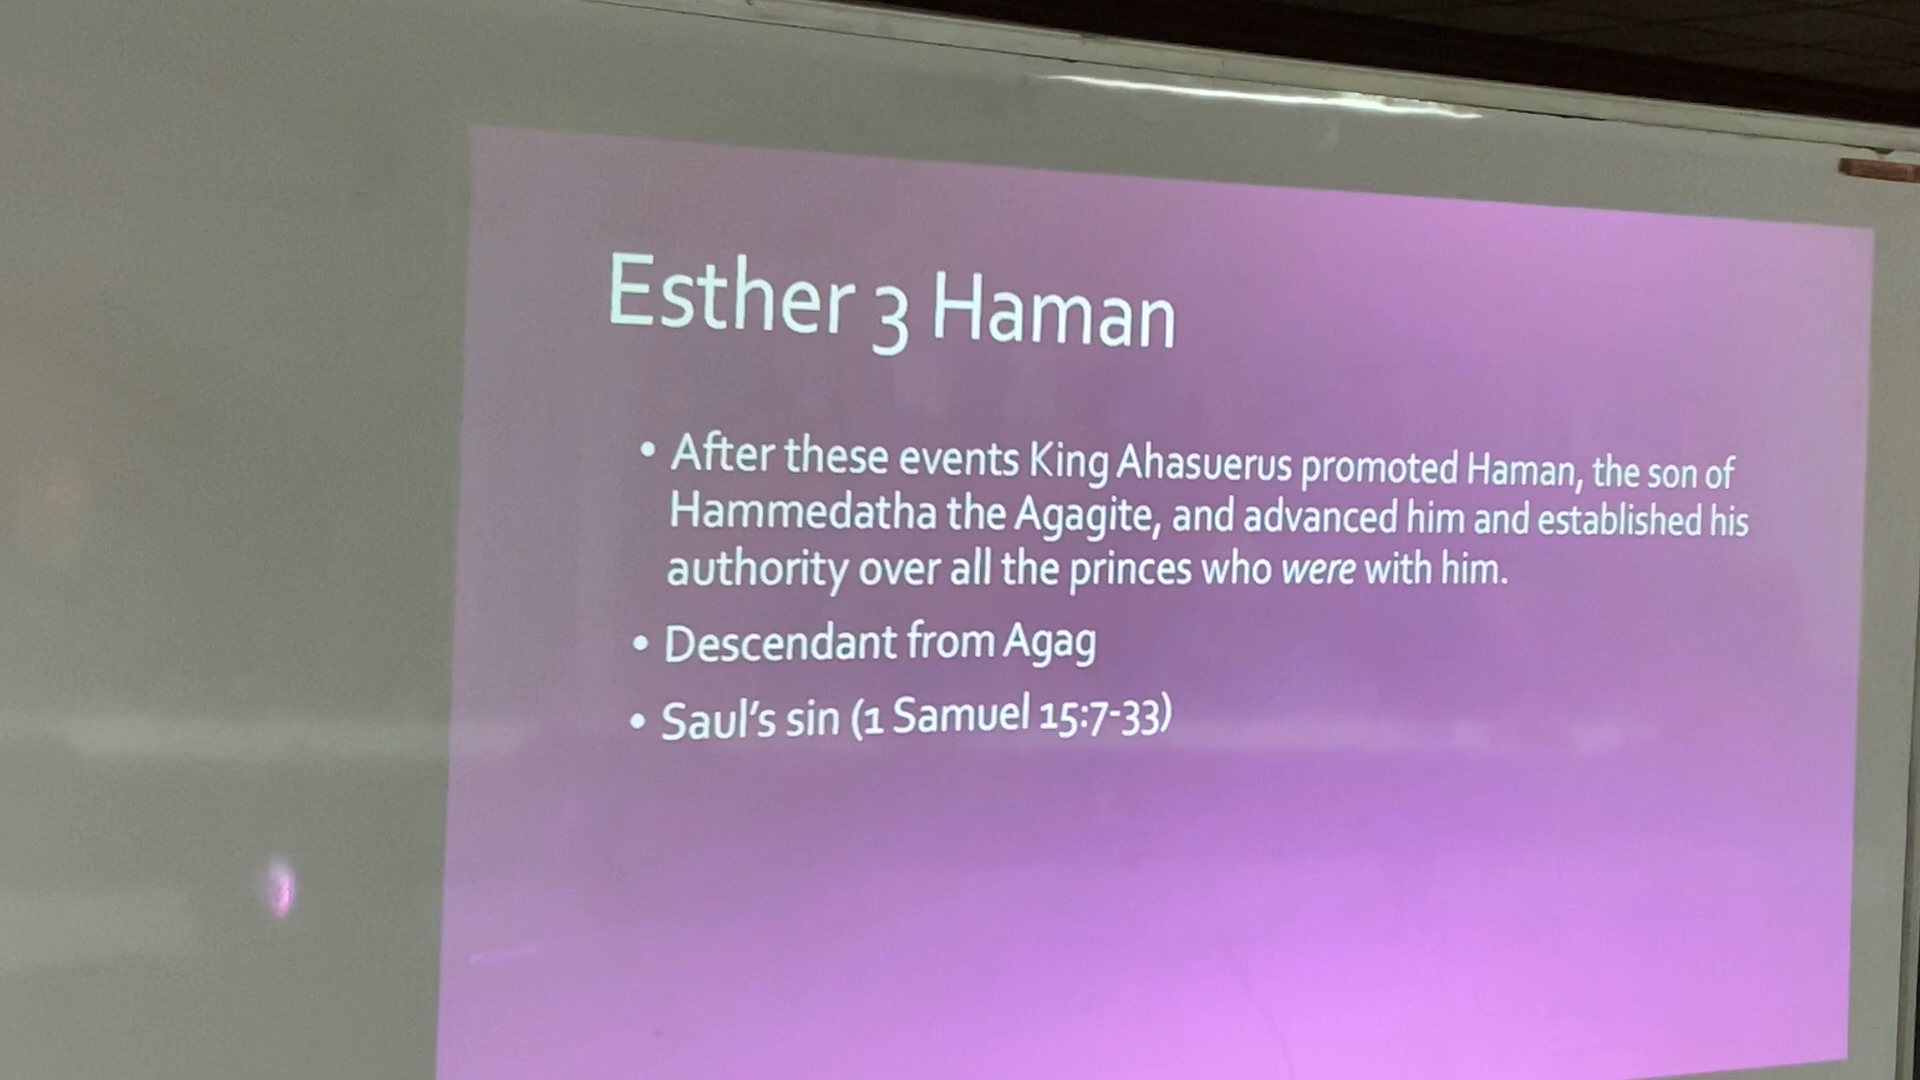 Esther 3 Haman
• After these events King Ahasuerus promoted Haman, the son of
Hammedatha the Agagite, and advanced him and established his
authority over all the princes who were with him.
• Descendant from Agag
• Saul’s sin (1 Samuel 15:7-33)